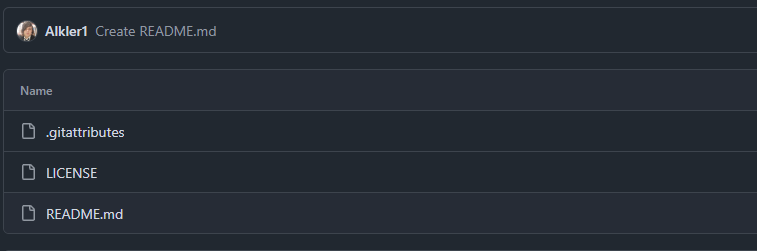 Alkler1 Create README.md
Name
.gitattributes
LICENSE
README.md